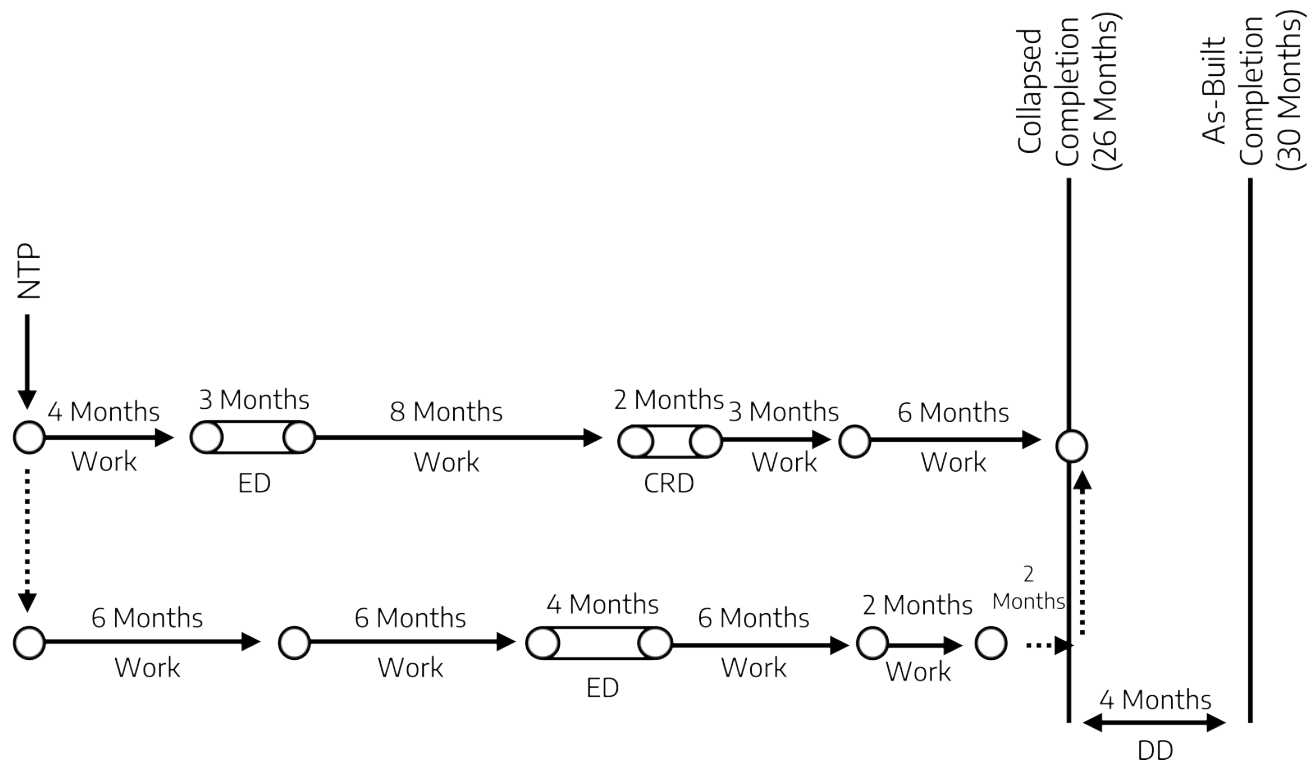 Collapsed
Completion
(26 Months)
As-Built
Completion
(30 Months)
NTP
4 Months
Work
3 Months
ED
8 Months
Work
2 Months
CRD
3 Months
Work
6 Months
Work
6 Months
Work
6 Months
Work
4 Months
ED
6 Months
Work
2 Months
Work
2
Months
4 Months
DD